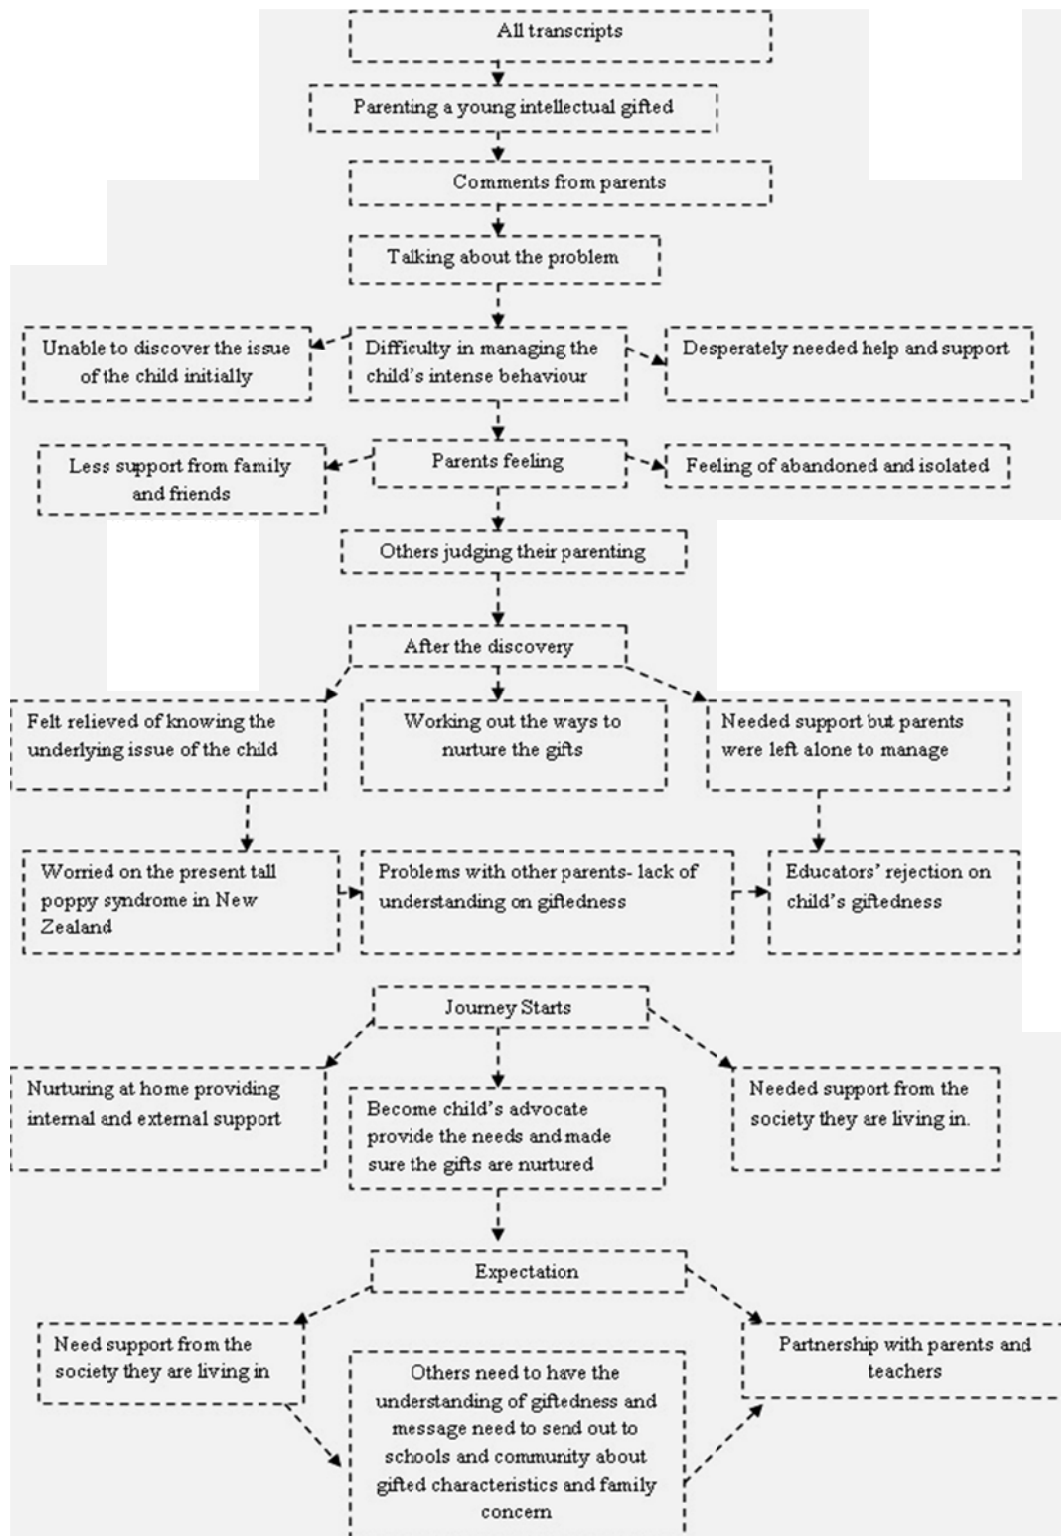 All transcripts
Parenting a young intellectual gifted
Comments from parents
Talking about the problem
Unable to discover the issue
of the child initially
Difficulty in managing the
child's intense behaviour
Desperately needed help and support
Less support from family
and friends
Parents feeling
Feeling of abandoned and isolated
Others judging their parenting
After the discovery
Felt relieved of knowing the
underlying issue of the child
Working out the ways to
nurture the gifts
Needed support but parents
were left alone to manage
Worried on the present tall
poppy syndrome in New
Zealand
Problems with other parents- lack of
understanding on giftedness
Educators' rejection on
child's giftedness
Journey Starts
Nurturing at home providing
internal and external support
Become child's advocate
provide the needs and made
sure the gifts are nurtured
Needed support from the
society they are living in.
Expectation
Need support from the
society they are living in
Others need to have the
understanding of giftedness and
message need to send out to
schools and community about
gifted characteristics and family
concern
Partnership with parents and
teachers